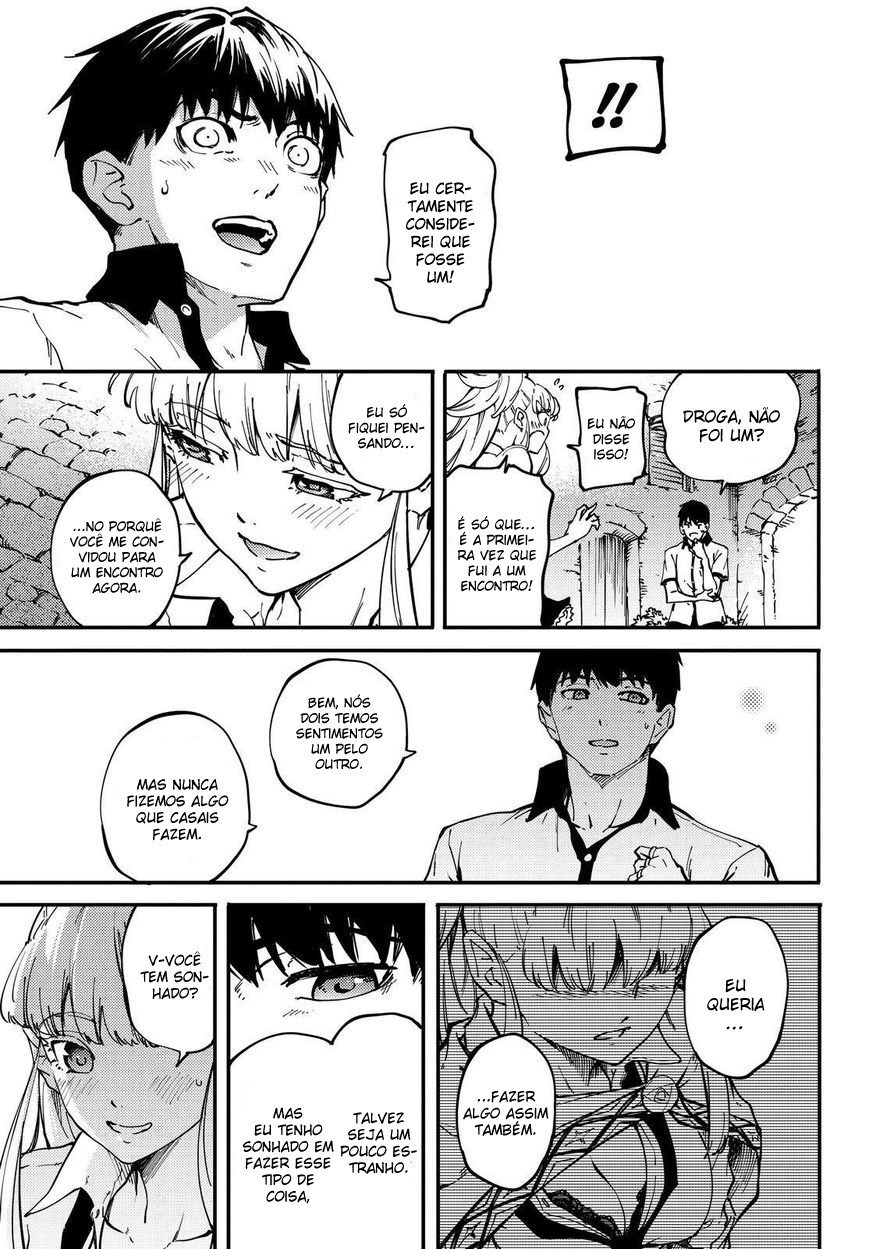 !!
EU CER-
TAMENTE
CONSIDE-
REI QUE
FOSSE
UM!
DROGA, NÃO
FOI UM?
EU NÃO
DISSE
ISSO!
É SÓ QUE...
É A PRIMEI-
RA VEZ QUE
FUI A UM
ENCONTRO!
EU SÓ
FIQUEI PEN-
SANDO...
...NO PORQUÊ
VOCÊ ME CON-
VIDOU PARA
UM ENCONTRO
AGORA.
BEM, NÓS
DOIS TEMOS
SENTIMENTOS
UM PELO
OUTRO.
MAS NUNCA
FIZEMOS ALGO
QUE CASAIS
FAZEM.
EU
QUERIA
...
...FAZER
ALGO ASSIM
TAMBÉM.
TALVEZ
SEJA UM
POUCO ES-
TRANHO.
MAS
EU TENHO
SONHADO EM
FAZER ESSE
TIPO DE
COISA,
V-VOCÊ
TEM SON-
HADO?